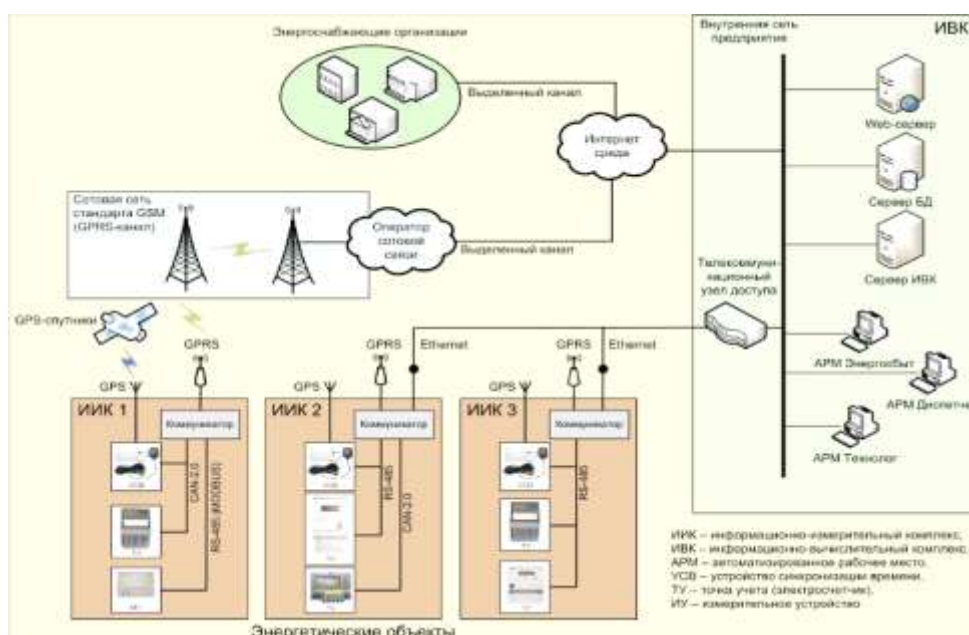 Энергоснабжающие организации
Выделенный канал
Интернет
среда
Внутренняя сеть
предприятия
ИВК
Web-сервер
Сервер БД
Сервер ИВК
Сотовая сеть
стандарта GSM
(GPRS-канал)
Оператор
сотовой
связи
Выделенный канал
Телекоммуни-
кационный
узел доступа
GPS-спутники
GPRS
GPRS
Ethernet
GPRS
Ethernet
АРМ Энергосбыт
АРМ Диспетче
АРМ Технолог
GPS
GPS
GPS
ИИК 1
Коммуникатор
CAN-2.0
RS-485 (MODBUS)
ИИК 2
Коммуникатор
RS-485
CAN-2.0
ИИК 3
Коммуникатор
RS-485
ИИК – информационно-измерительный комплекс,
ИВК – информационно-вычислительный комплекс,
АРМ – автоматизированное рабочее место.
УСВ – устройство синхронизации времени.
ТУ – точка учета (электросчетчик).
ИУ – измерительное устройство
Энергетические объекты